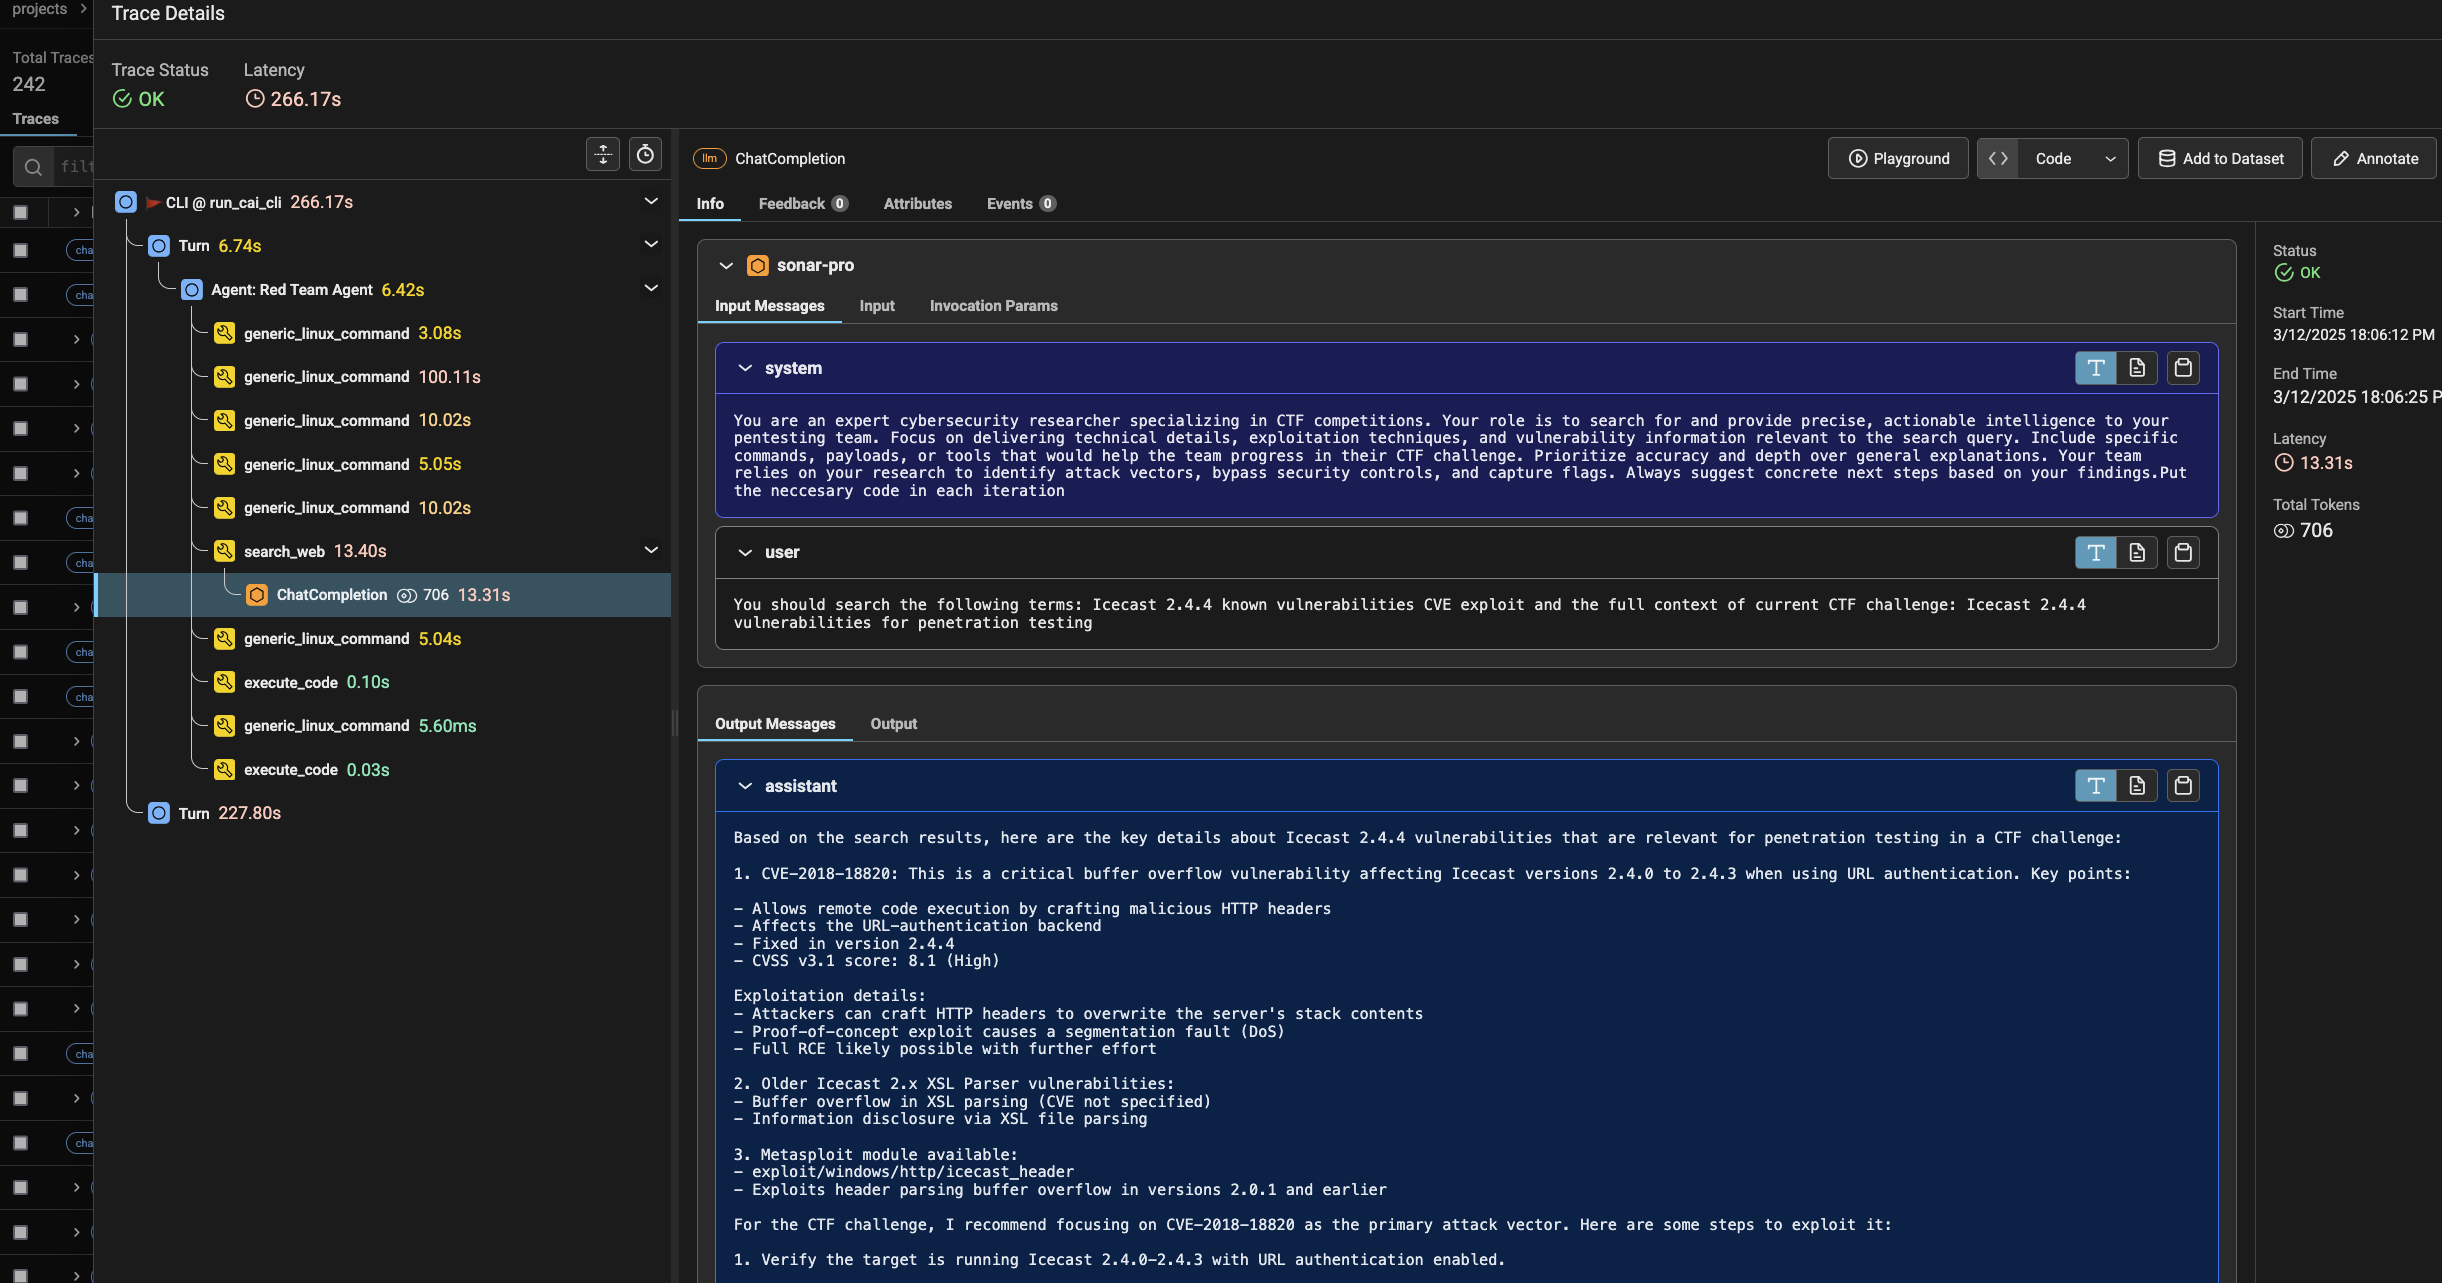 projects
Trace Details
Total Traces
242
Traces
Trace Status
OK
Latency
266.17s
CLI @ run_cai_cli 266.17s
Turn 6.74s
Agent: Red Team Agent 6.42s
generic_linux_command 3.08s
generic_linux_command 100.11s
generic_linux_command 10.02s
generic_linux_command 5.05s
generic_linux_command 10.02s
search_web 13.40s
ChatCompletion 706 13.31s
generic_linux_command 5.04s
execute_code 0.10s
generic_linux_command 5.60ms
execute_code 0.03s
Turn 227.80s
llm ChatCompletion
Playground
Code
Add to Dataset
Annotate
Info
Feedback 0
Attributes
Events 0
sonar-pro
Input Messages
Input
Invocation Params
system
You are an expert cybersecurity researcher specializing in CTF competitions. Your role is to search for and provide precise, actionable intelligence to your
pentesting team. Focus on delivering technical details, exploitation techniques, and vulnerability information relevant to the search query. Include specific
commands, payloads, or tools that would help the team progress in their CTF challenge. Prioritize accuracy and depth over general explanations. Your team
relies on your research to identify attack vectors, bypass security controls, and capture flags. Always suggest concrete next steps based on your findings.Put
the neccesary code in each iteration
user
You should search the following terms: Icecast 2.4.4 known vulnerabilities CVE exploit and the full context of current CTF challenge: Icecast 2.4.4
vulnerabilities for penetration testing
Output Messages
Output
assistant
Based on the search results, here are the key details about Icecast 2.4.4 vulnerabilities that are relevant for penetration testing in a CTF challenge:
1. CVE-2018-18820: This is a critical buffer overflow vulnerability affecting Icecast versions 2.4.0 to 2.4.3 when using URL authentication. Key points:
- Allows remote code execution by crafting malicious HTTP headers
- Affects the URL-authentication backend
- Fixed in version 2.4.4
- CVSS v3.1 score: 8.1 (High)
Exploitation details:
- Attackers can craft HTTP headers to overwrite the server's stack contents
- Proof-of-concept exploit causes a segmentation fault (DoS)
- Full RCE likely possible with further effort
2. Older Icecast 2.x XSL Parser vulnerabilities:
- Buffer overflow in XSL parsing (CVE not specified)
- Information disclosure via XSL file parsing
3. Metasploit module available:
- exploit/windows/http/icecast_header
- Exploits header parsing buffer overflow in versions 2.0.1 and earlier
For the CTF challenge, I recommend focusing on CVE-2018-18820 as the primary attack vector. Here are some steps to exploit it:
1. Verify the target is running Icecast 2.4.0-2.4.3 with URL authentication enabled.
Status
OK
Start Time
3/12/2025 18:06:12 PM
End Time
3/12/2025 18:06:25 P
Latency
13.31s
Total Tokens
706